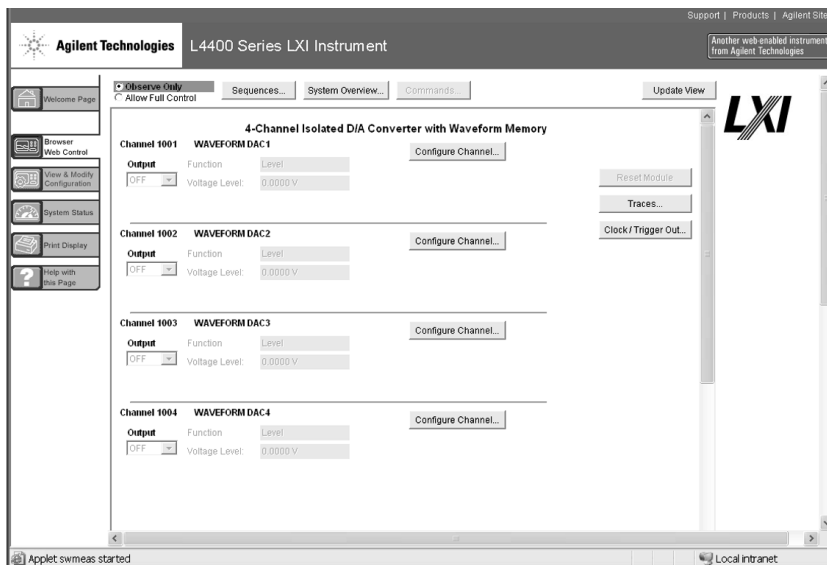 Support | Products | Agilent Site
Agilent Technologies
L4400 Series LXI Instrument
Another web-enabled instrument
from Agilent Technologies
Welcome Page
Browser
Web Control
View & Modify
Configuration
System Status
Print Display
Help with
this Page
Observe Only
Allow Full Control
Sequences...
System Overview...
Commands...
Update View
LXI
4-Channel Isolated D/A Converter with Waveform Memory
Channel 1001 WAVEFORM DAC1
Configure Channel...
Output Function Level
OFF Voltage Level: 0.0000 V
Reset Module
Traces...
Clock / Trigger Out...
Channel 1002 WAVEFORM DAC2
Configure Channel...
Output Function Level
OFF Voltage Level: 0.0000 V
Channel 1003 WAVEFORM DAC3
Configure Channel...
Output Function Level
OFF Voltage Level: 0.0000 V
Channel 1004 WAVEFORM DAC4
Configure Channel...
Output Function Level
OFF Voltage Level: 0.0000 V
Applet swmeas started
Local intranet